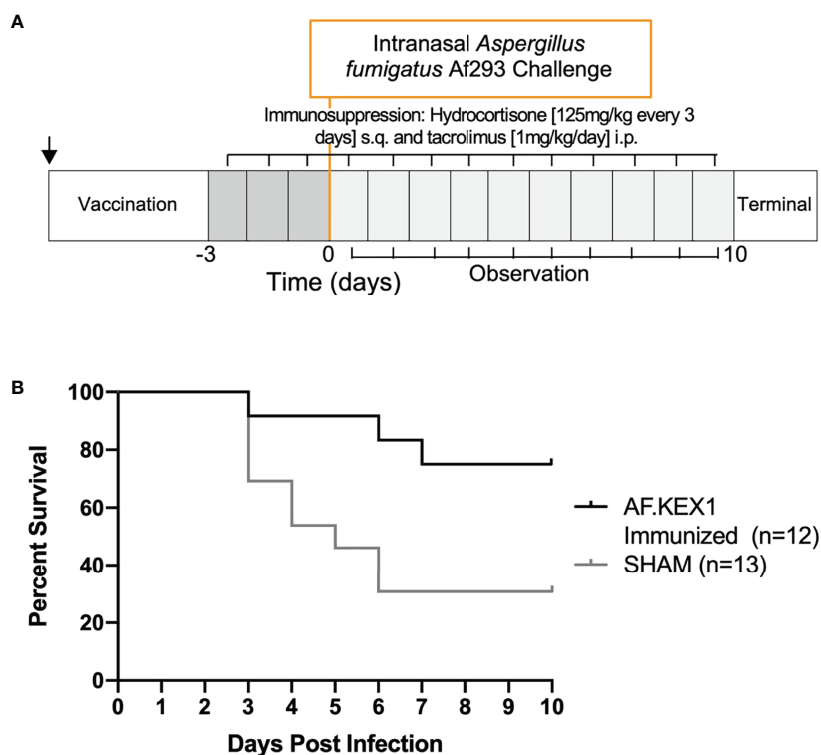 A
Intranasal Aspergillus
fumigatus Af293 Challenge
Immunosuppression: Hydrocortisone [125mg/kg every 3
days] s.q. and tacrolimus [1mg/kg/day] i.p.
Vaccination
Terminal
-3
0
10
Time (days)
Observation
B
100
80
60
40
20
0
Percent Survival
0 1 2 3 4 5 6 7 8 9 10
Days Post Infection
AF.KEX1
Immunized (n=12)
SHAM (n=13)